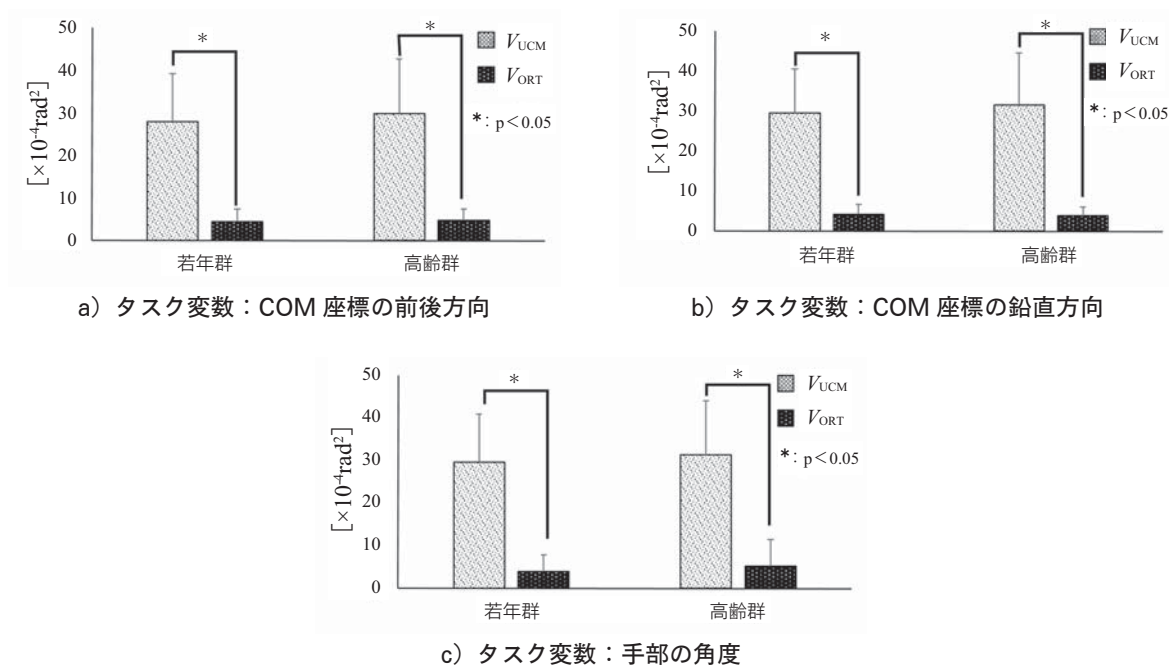 50
40
30
20
10
0
[×10⁻⁴rad²]
*
*
V_UCM
V_ORT
*: p<0.05
若年群
高齢群
a)タスク変数:COM 座標の前後方向
50
40
30
20
10
0
[×10⁻⁴rad²]
*
*
V_UCM
V_ORT
*: p<0.05
若年群
高齢群
b)タスク変数:COM 座標の鉛直方向
50
40
30
20
10
0
[×10⁻⁴rad²]
*
*
V_UCM
V_ORT
*: p<0.05
若年群
高齢群
c)タスク変数:手部の角度